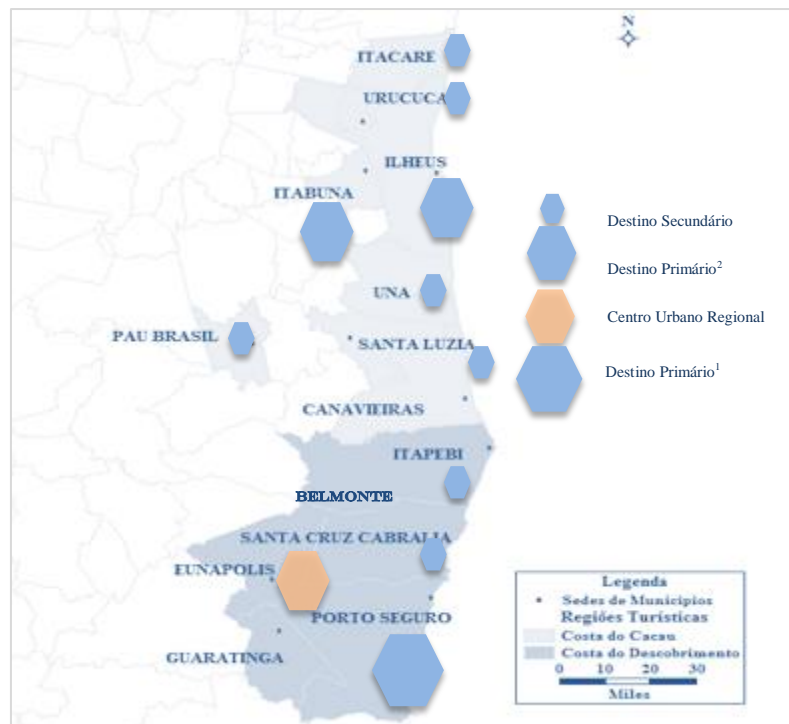 N
ITACARE
URUCUCA
ILHEUS
ITABUNA
Destino Secundário
Destino Primário²
UNA
Centro Urbano Regional
PAU BRASIL
SANTA LUZIA
Destino Primário¹
CANAVIEIRAS
ITAPEBI
BELMONTE
SANTA CRUZ CABRALIA
EUNAPOLIS
PORTO SEGURO
GUARATINGA
Legenda
Sedes de Municipios
Regiões Turísticas
Costa do Cacau
Costa do Descobrimento
0 10 20 30
Miles